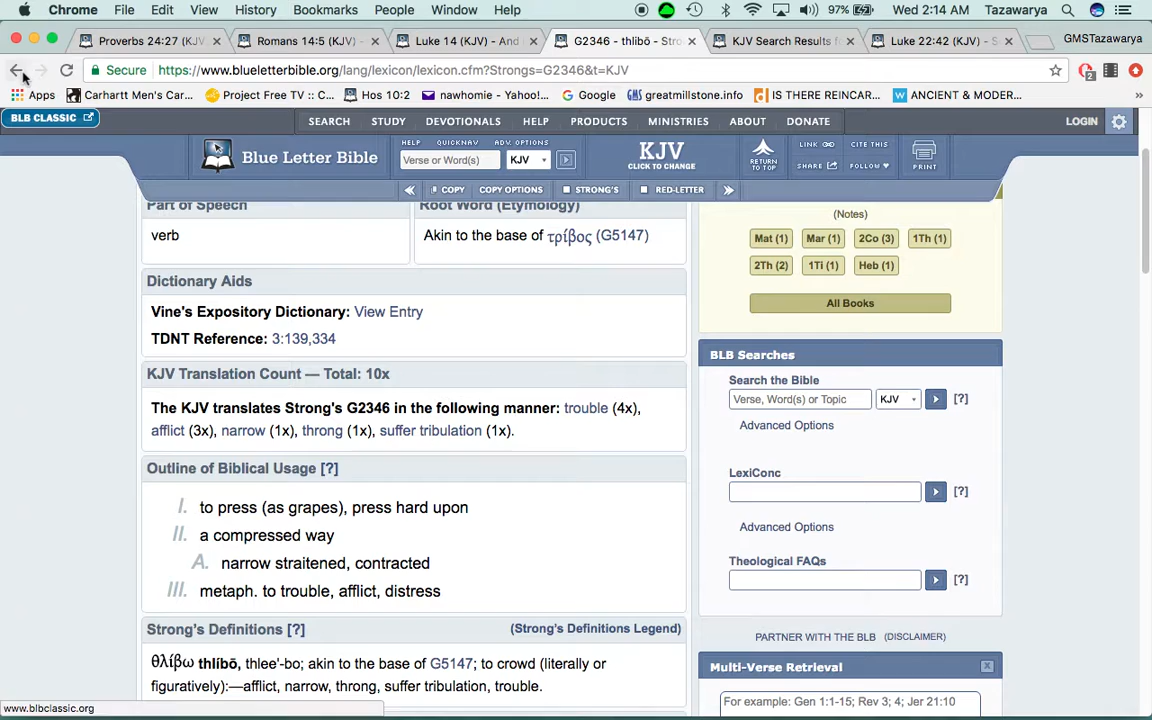 Chrome File Edit View History Bookmarks People Window Help 97% Wed 2:14 AM Tazawarya
Proverbs 24:27 (KJV) × Romans 14:5 (KJV) - × Luke 14 (KJV) - And × G2346 - thlibō - Stro × KJV Search Results f × Luke 22:42 (KJV) - S × GMSTazawarya
Secure https://www.blueletterbible.org/lang/lexicon/lexicon.cfm?Strongs=G2346&t=KJV 2
Apps Carhartt Men's Car... Project Free TV :: C... Hos 10:2 nawhomie - Yahoo!... Google GMS greatmillstone.info IS THERE REINCAR... W ANCIENT & MODER... »
BLB CLASSIC SEARCH STUDY DEVOTIONALS HELP PRODUCTS MINISTRIES ABOUT DONATE LOGIN
HELP QUICKNAV ADV. OPTIONS
Blue Letter Bible Verse or Word(s) KJV
KJV
CLICK TO CHANGE
RETURN TO TOP
LINK CITE THIS
SHARE FOLLOW
PRINT
COPY COPY OPTIONS STRONG'S RED-LETTER
Part of Speech
verb
Root Word (Etymology)
Akin to the base of τρίβος (G5147)
Dictionary Aids
Vine's Expository Dictionary: View Entry
TDNT Reference: 3:139,334
KJV Translation Count — Total: 10x
The KJV translates Strong's G2346 in the following manner: trouble (4x),
afflict (3x), narrow (1x), throng (1x), suffer tribulation (1x).
Outline of Biblical Usage [?]
I. to press (as grapes), press hard upon
II. a compressed way
A. narrow straitened, contracted
III. metaph. to trouble, afflict, distress
Strong's Definitions [?] (Strong's Definitions Legend)
θλίβω thlíbō, thlee'-bo; akin to the base of G5147; to crowd (literally or
figuratively):—afflict, narrow, throng, suffer tribulation, trouble.
(Notes)
Mat (1) Mar (1) 2Co (3) 1Th (1)
2Th (2) 1Ti (1) Heb (1)
All Books
BLB Searches
Search the Bible
Verse, Word(s) or Topic KJV [?]
Advanced Options
LexiConc
[?]
Advanced Options
Theological FAQs
[?]
PARTNER WITH THE BLB (DISCLAIMER)
Multi-Verse Retrieval x
For example: Gen 1:1-15; Rev 3; 4; Jer 21:10
www.blbclassic.org